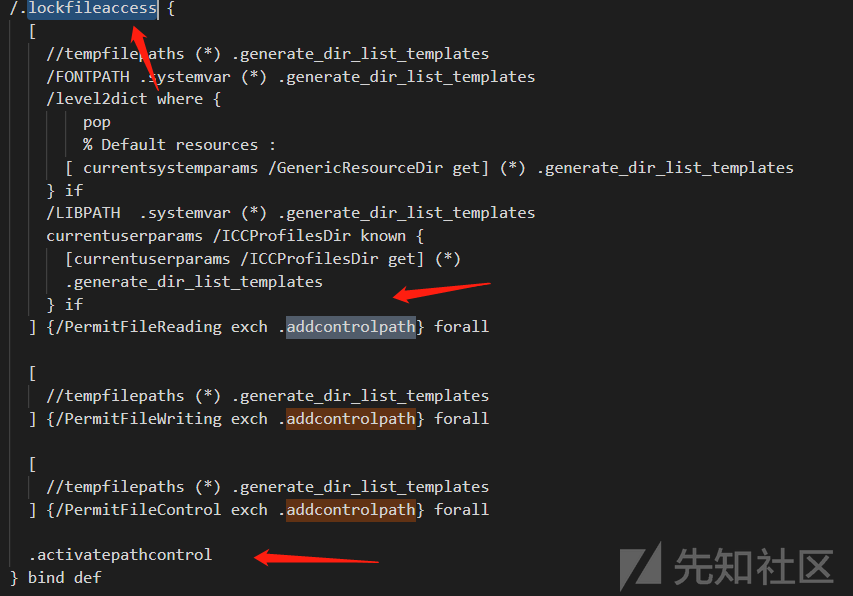 /.lockfileaccess {
[
//tempfilepaths (*) .generate_dir_list_templates
/FONTPATH .systemvar (*) .generate_dir_list_templates
/level2dict where {
pop
% Default resources :
[ currentsystemparams /GenericResourceDir get] (*) .generate_dir_list_templates
} if
/LIBPATH  .systemvar (*) .generate_dir_list_templates
currentuserparams /ICCProfilesDir known {
[currentuserparams /ICCProfilesDir get] (*)
.generate_dir_list_templates
} if
] {/PermitFileReading exch .addcontrolpath} forall
[
//tempfilepaths (*) .generate_dir_list_templates
] {/PermitFileWriting exch .addcontrolpath} forall
[
//tempfilepaths (*) .generate_dir_list_templates
] {/PermitFileControl exch .addcontrolpath} forall
.activatepathcontrol
} bind def
先知社区